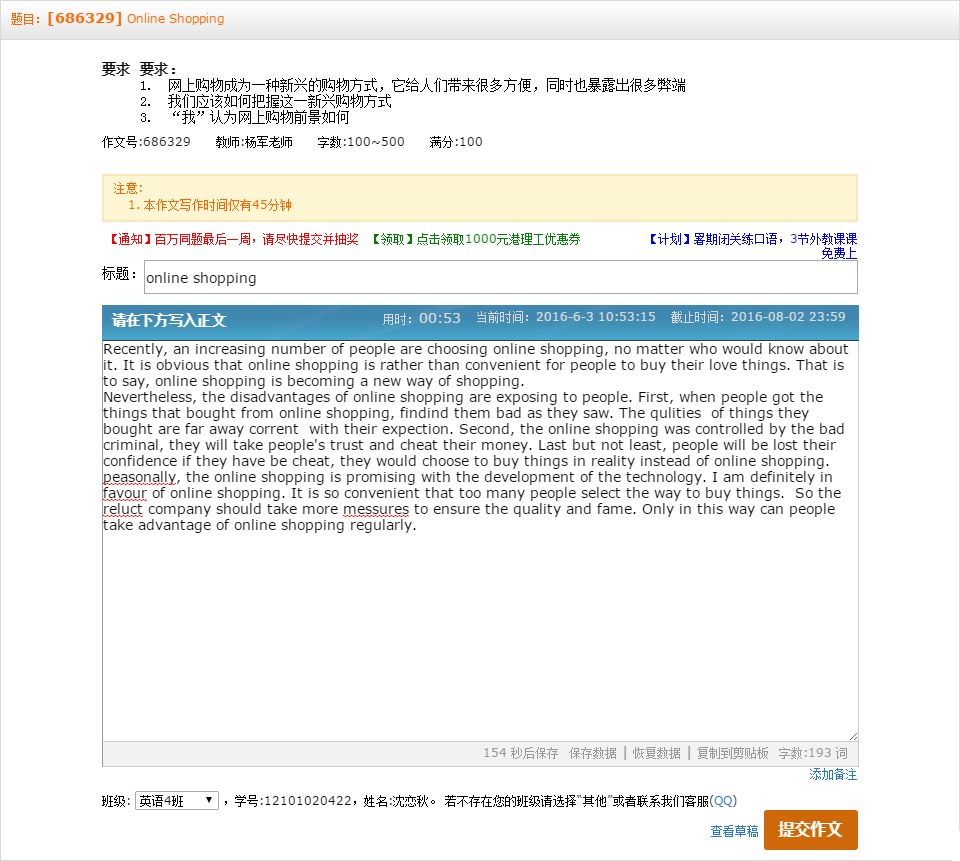 题目: [686329] Online Shopping
要求 要求:
1. 网上购物成为一种新兴的购物方式，它给人们带来很多方便，同时也暴露出很多弊端
2. 我们应该如何把握这一新兴购物方式
3. “我”认为网上购物前景如何
作文号:686329 教师:杨军老师 字数:100~500 满分:100
注意:
1. 本作文写作时间仅有45分钟
【通知】百万同题最后一周，请尽快提交并抽奖 【领取】点击领取1000元港理工优惠券 【计划】暑期闭关练口语，3节外教课课
免费上
标题: online shopping
请在下方写入正文 用时: 00:53 当前时间: 2016-6-3 10:53:15 截止时间: 2016-08-02 23:59
Recently, an increasing number of people are choosing online shopping, no matter who would know about
it. It is obvious that online shopping is rather than convenient for people to buy their love things. That is
to say, online shopping is becoming a new way of shopping.
Nevertheless, the disadvantages of online shopping are exposing to people. First, when people got the
things that bought from online shopping, findind them bad as they saw. The qulities  of things they
bought are far away corrent  with their expection. Second, the online shopping was controlled by the bad
criminal, they will take people's trust and cheat their money. Last but not least, people will be lost their
confidence if they have be cheat, they would choose to buy things in reality instead of online shopping.
peasonally, the online shopping is promising with the development of the technology. I am definitely in
favour of online shopping. It is so convenient that too many people select the way to buy things.  So the
reluct company should take more messures to ensure the quality and fame. Only in this way can people
take advantage of online shopping regularly.
154 秒后保存 保存数据 | 恢复数据 | 复制到剪贴板 字数:193 词
添加备注
班级: 英语4班 ，学号:12101020422，姓名:沈恋秋。 若不存在您的班级请选择“其他”或者联系我们客服(QQ)
查看草稿 提交作文